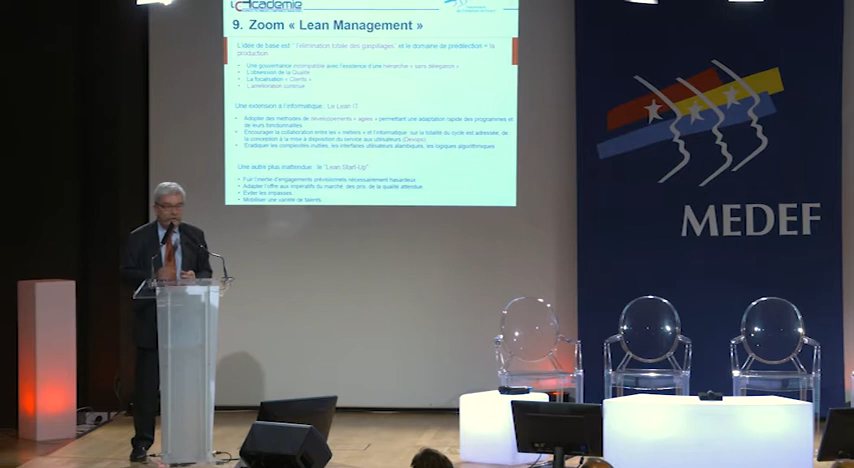 Académie
9. Zoom « Lean Management »
L'idée de base est "l'élimination totale des gaspillages" et le domaine de prédilection = la
production
• Une gouvernance incompatible avec l'existence d'une hiérarchie « sans délégation »
• L'obsession de la Qualité
• La focalisation « Clients »
• L'amélioration continue
Une extension à l'informatique : Le Lean IT
• Adopter des méthodes de développements « agiles » permettant une adaptation rapide des programmes et
de leurs fonctionnalités
• Encourager la collaboration entre les « métiers » et l'informatique, sur la totalité du cycle est adressée, de
la conception à la mise à disposition du service aux utilisateurs (Devops)
• Eradiquer les complexités inutiles, les interfaces utilisateurs alambiqués, les logiques algorithmiques
Une autre plus inattendue : le "Lean Start-Up"
• Fuir l'inertie d'engagements prévisionnels nécessairement hasardeux
• Adapter l'offre aux impératifs du marché, des prix, de la qualité attendue
• Eviter les impasses
• Mobiliser une variété de talents
MEDEF